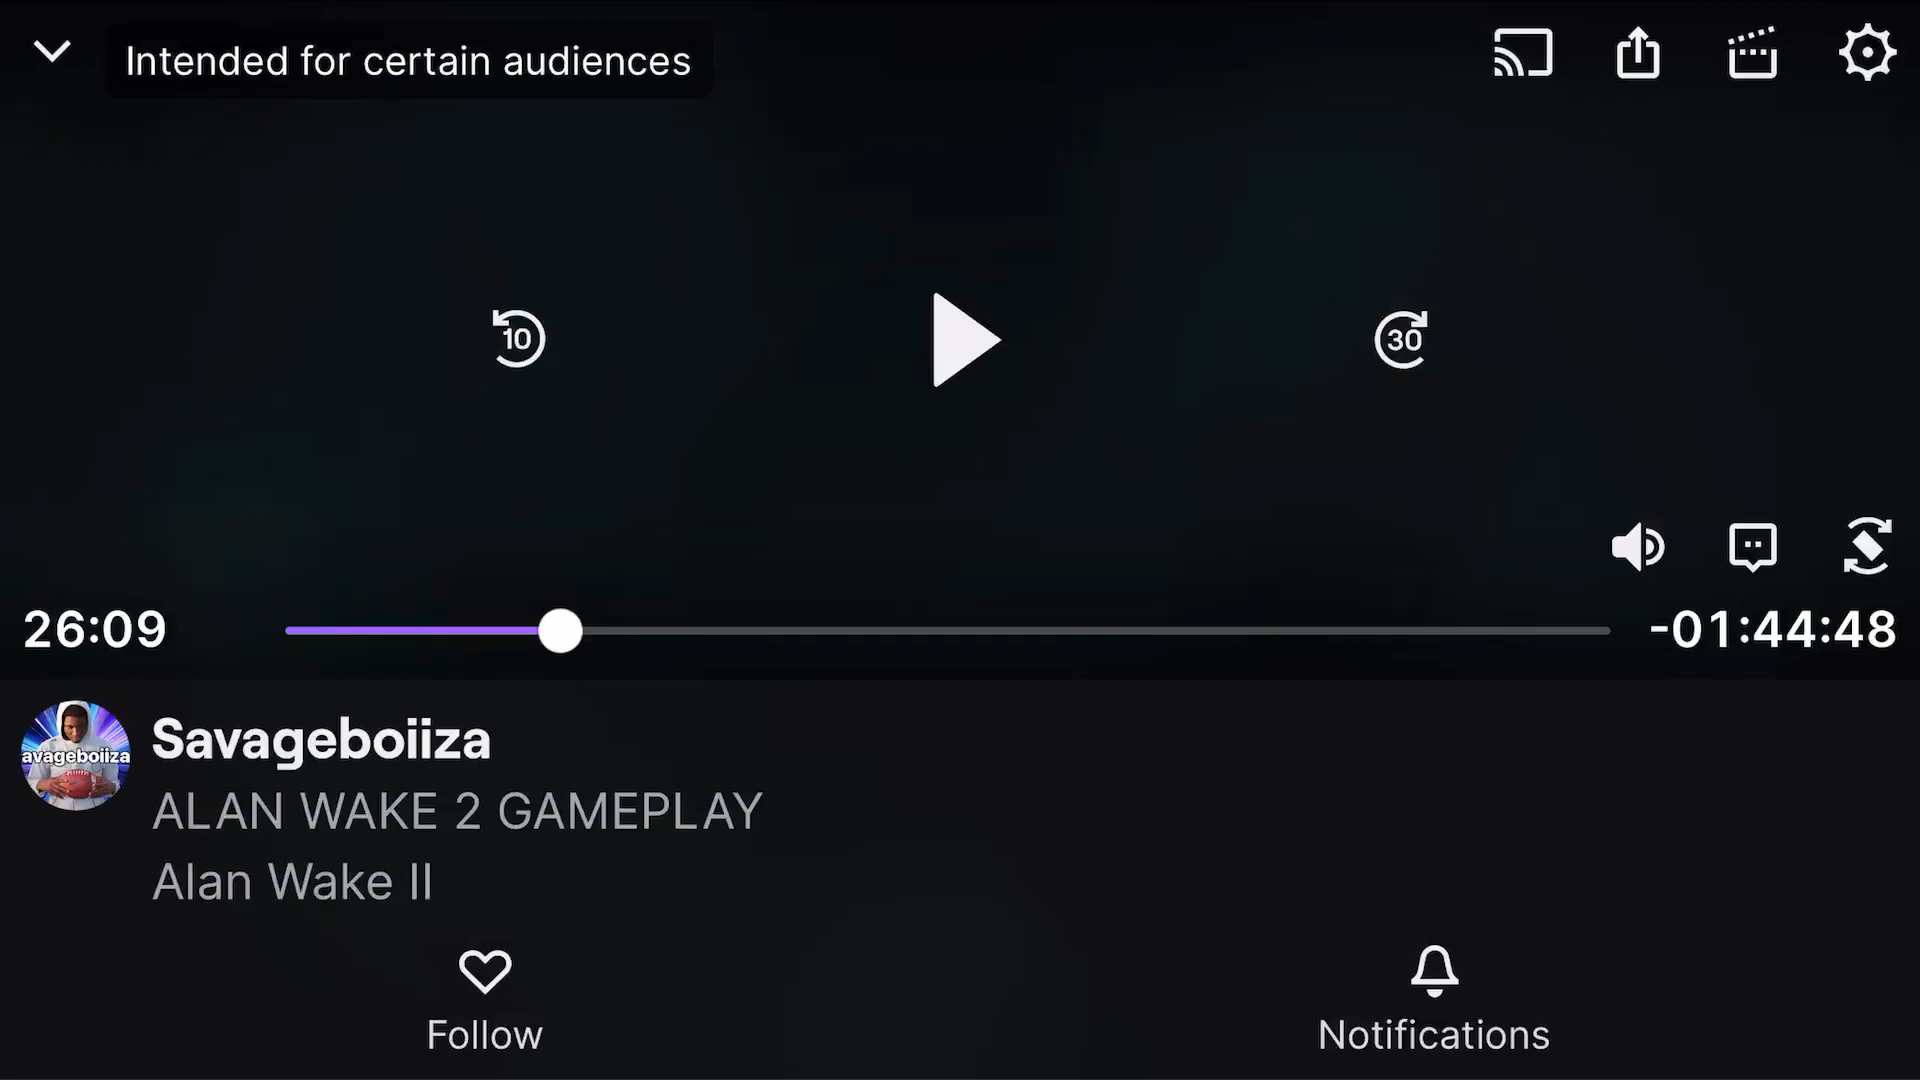 Intended for certain audiences
10
30
26:09
-01:44:48
avageboiiza
Savageboiiza
ALAN WAKE 2 GAMEPLAY
Alan Wake II
Follow
Notifications